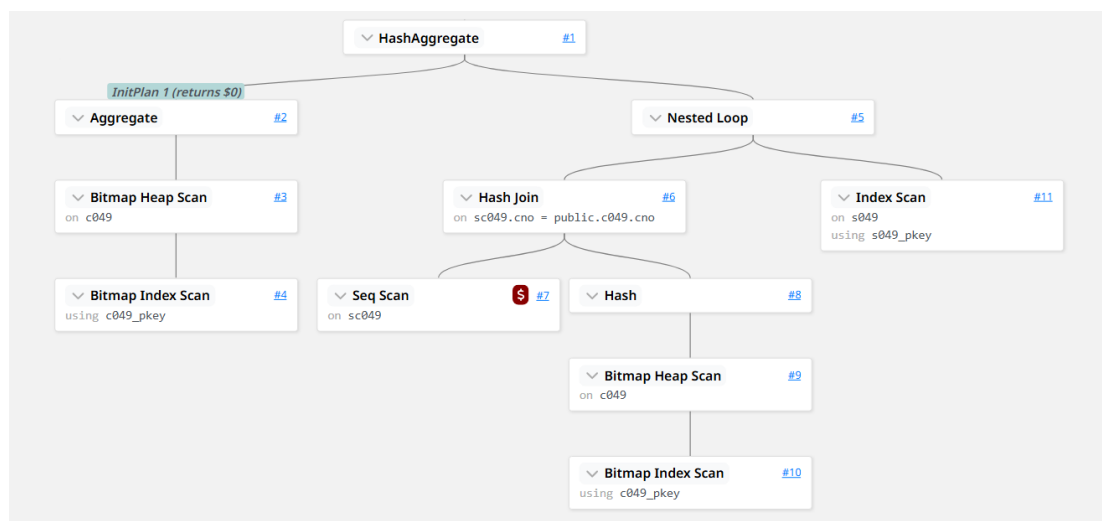 HashAggregate #1
InitPlan 1 (returns $0)
Aggregate #2
Nested Loop #5
Bitmap Heap Scan #3
on c049
Hash Join #6
on sc049.cno = public.c049.cno
Index Scan #11
on s049
using s049_pkey
Bitmap Index Scan #4
using c049_pkey
Seq Scan $ #7
on sc049
Hash #8
Bitmap Heap Scan #9
on c049
Bitmap Index Scan #10
using c049_pkey